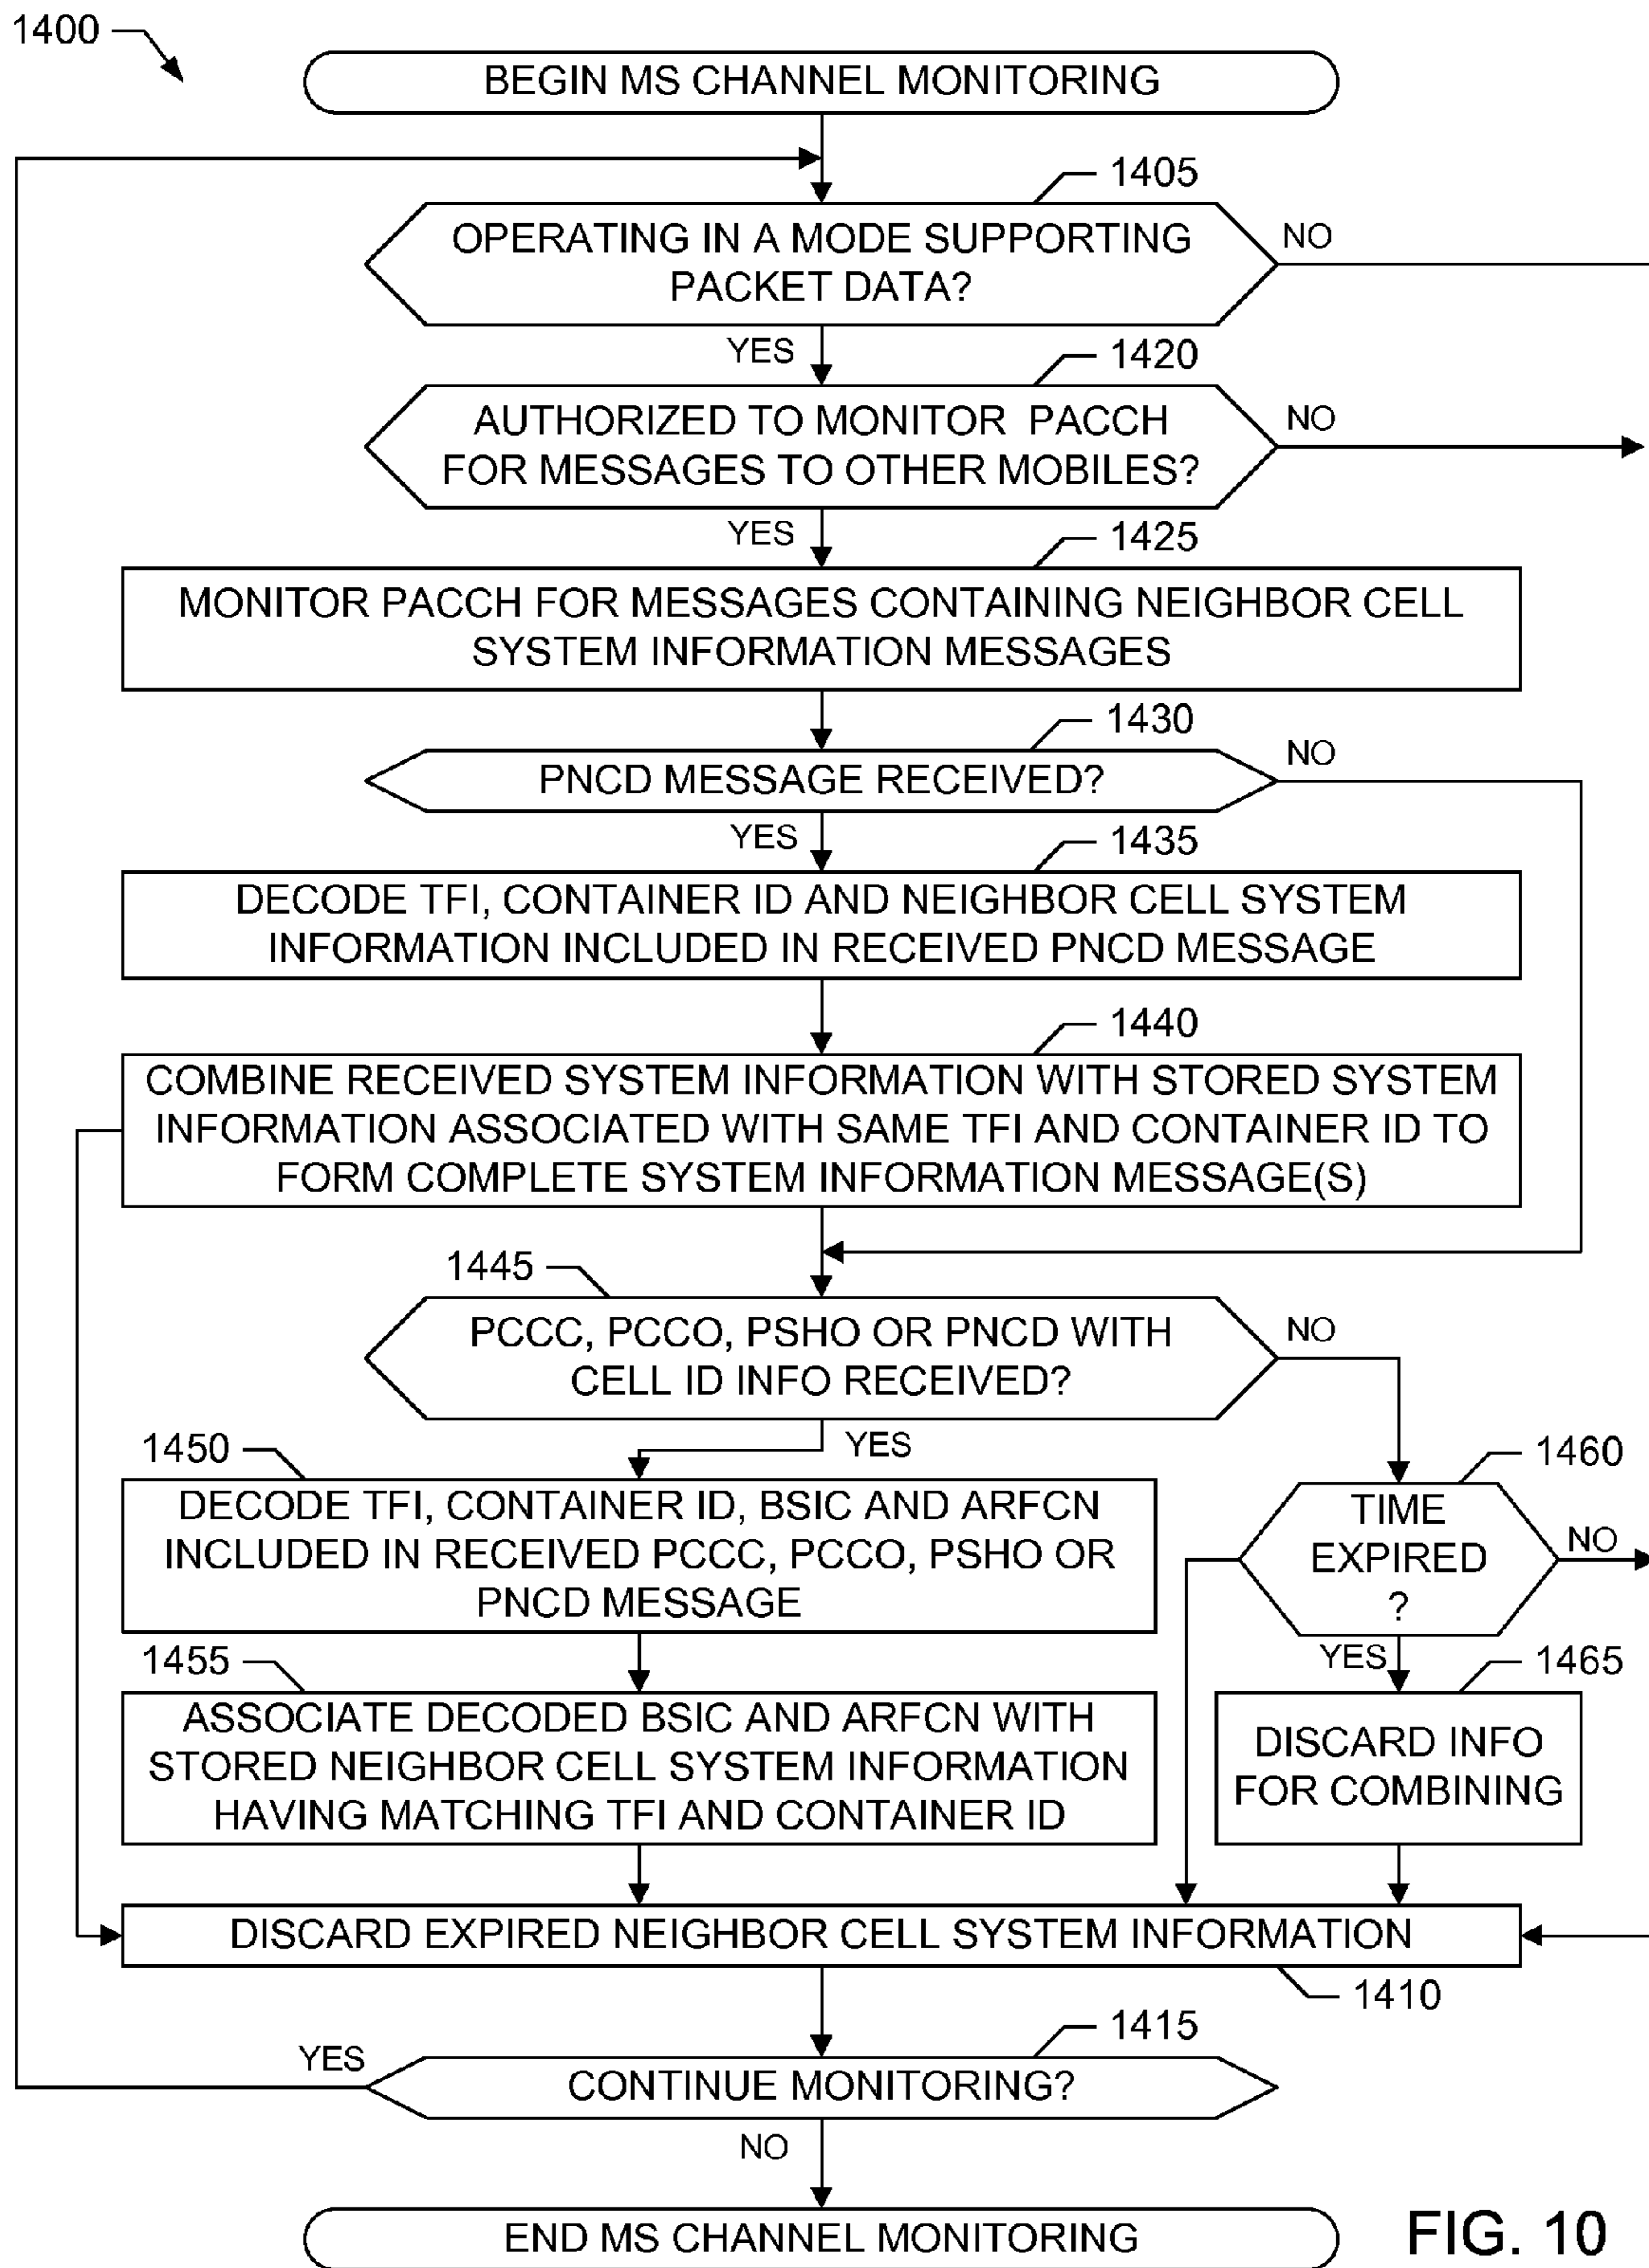 1400
BEGIN MS CHANNEL MONITORING
1405
OPERATING IN A MODE SUPPORTING
PACKET DATA?
NO
YES
1420
AUTHORIZED TO MONITOR PACCH
FOR MESSAGES TO OTHER MOBILES?
NO
YES
1425
MONITOR PACCH FOR MESSAGES CONTAINING NEIGHBOR CELL
SYSTEM INFORMATION MESSAGES
1430
PNCD MESSAGE RECEIVED?
NO
YES
1435
DECODE TFI, CONTAINER ID AND NEIGHBOR CELL SYSTEM
INFORMATION INCLUDED IN RECEIVED PNCD MESSAGE
1440
COMBINE RECEIVED SYSTEM INFORMATION WITH STORED SYSTEM
INFORMATION ASSOCIATED WITH SAME TFI AND CONTAINER ID TO
FORM COMPLETE SYSTEM INFORMATION MESSAGE(S)
1445
PCCC, PCCO, PSHO OR PNCD WITH
CELL ID INFO RECEIVED?
NO
YES
1450
DECODE TFI, CONTAINER ID, BSIC AND ARFCN
INCLUDED IN RECEIVED PCCC, PCCO, PSHO OR
PNCD MESSAGE
1460
TIME
EXPIRED
?
NO
YES
1455
ASSOCIATE DECODED BSIC AND ARFCN WITH
STORED NEIGHBOR CELL SYSTEM INFORMATION
HAVING MATCHING TFI AND CONTAINER ID
1465
DISCARD INFO
FOR COMBINING
DISCARD EXPIRED NEIGHBOR CELL SYSTEM INFORMATION
1410
1415
YES
CONTINUE MONITORING?
NO
END MS CHANNEL MONITORING
FIG. 10